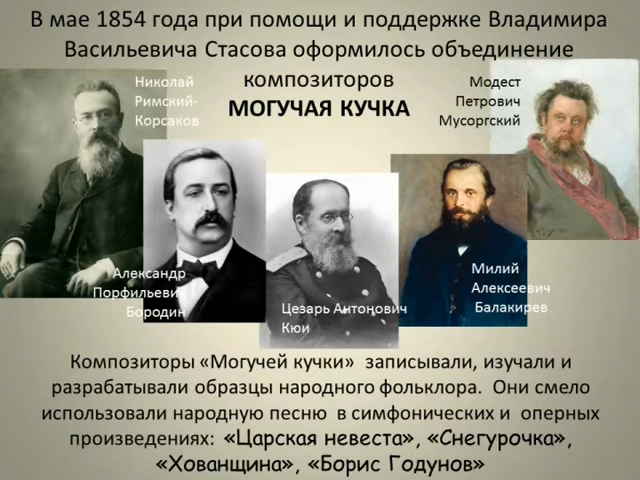 В мае 1854 года при помощи и поддержке Владимира
Васильевича Стасова оформилось объединение
композиторов
МОГУЧАЯ КУЧКА
Николай
Римский-
Корсаков
Модест
Петрович
Мусоргский
Александр
Порфильевич
Бородин
Цезарь Антонович
Кюи
Милий
Алексеевич
Балакирев
Композиторы «Могучей кучки» записывали, изучали и
разрабатывали образцы народного фольклора. Они смело
использовали народную песню в симфонических и оперных
произведениях: «Царская невеста», «Снегурочка»,
«Хованщина», «Борис Годунов»